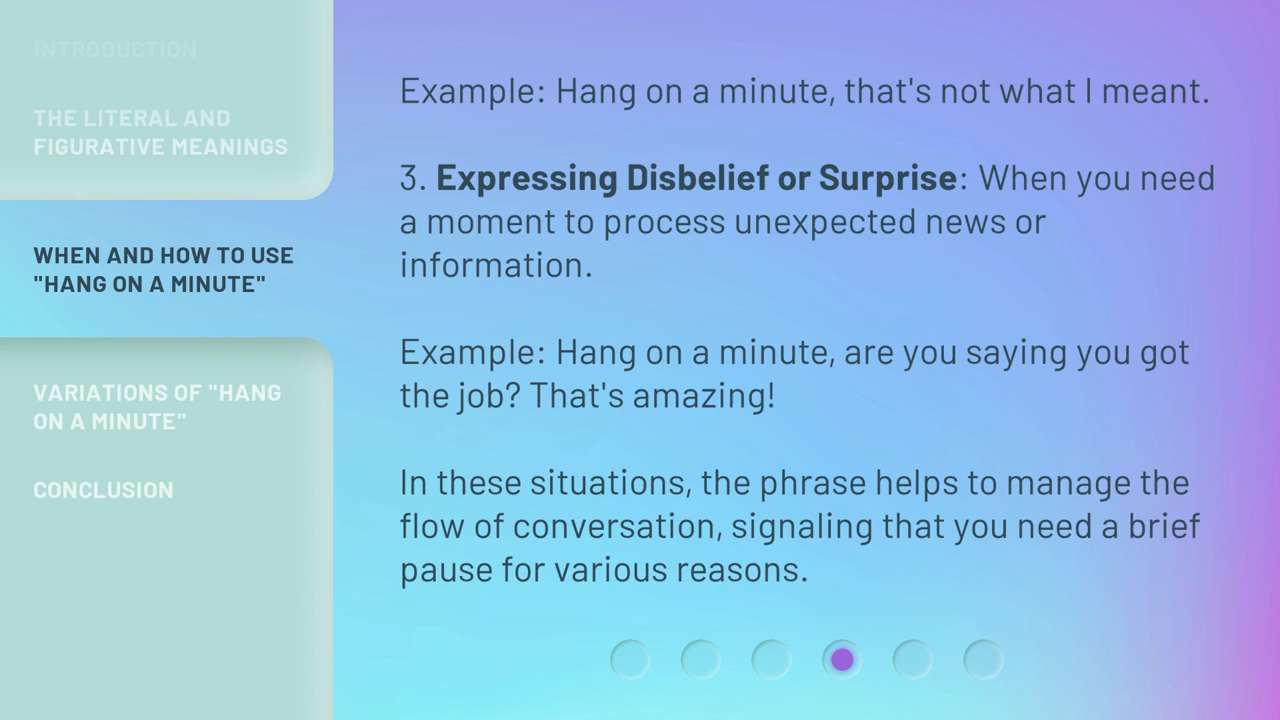 INTRODUCTION
THE LITERAL AND
FIGURATIVE MEANINGS
WHEN AND HOW TO USE
"HANG ON A MINUTE"
VARIATIONS OF "HANG
ON A MINUTE"
CONCLUSION
Example: Hang on a minute, that's not what I meant.
3. Expressing Disbelief or Surprise: When you need
a moment to process unexpected news or
information.
Example: Hang on a minute, are you saying you got
the job? That's amazing!
In these situations, the phrase helps to manage the
flow of conversation, signaling that you need a brief
pause for various reasons.